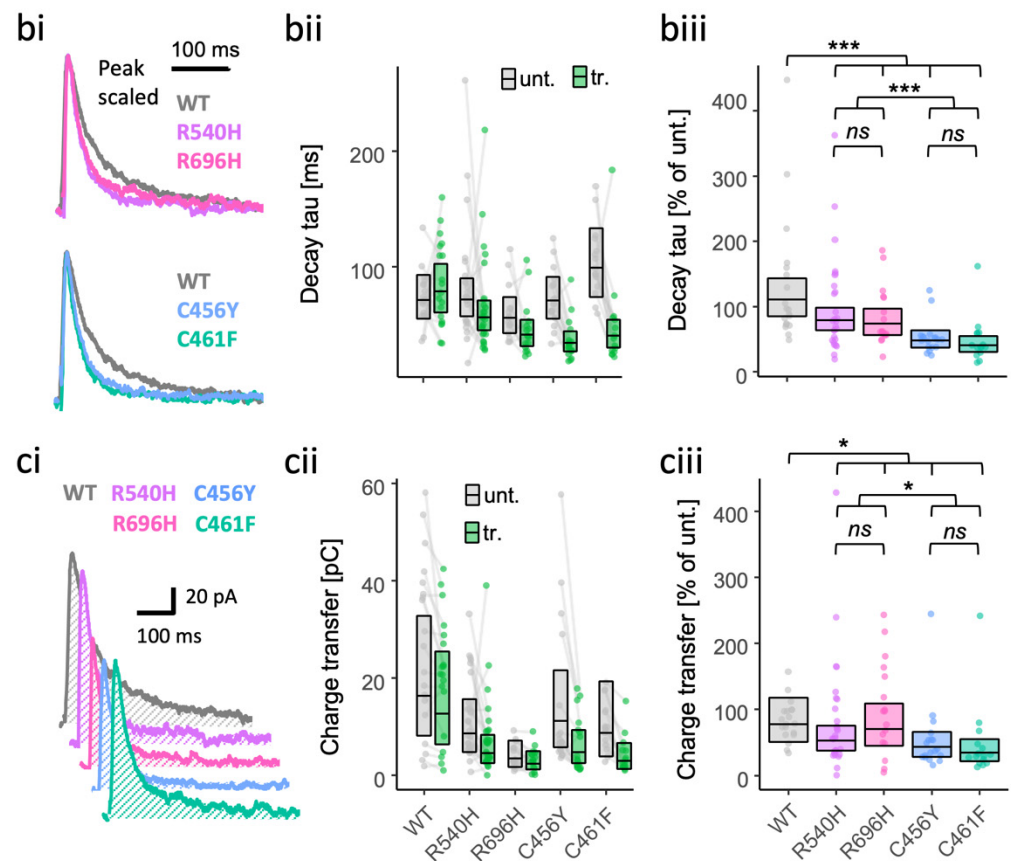 bi
100 ms
Peak
scaled
WT
R540H
R696H
WT
C456Y
C461F
bii
unt. tr.
Decay tau [ms]
200
100
biii
***
***
ns ns
Decay tau [% of unt.]
400
300
200
100
0
ci
WT R540H C456Y
R696H C461F
20 pA
100 ms
cii
unt.
tr.
Charge transfer [pC]
60
40
20
0
WT R540H R696H C456Y C461F
ciii
*
*
ns ns
Charge transfer [% of unt.]
400
300
200
100
0
WT R540H R696H C456Y C461F